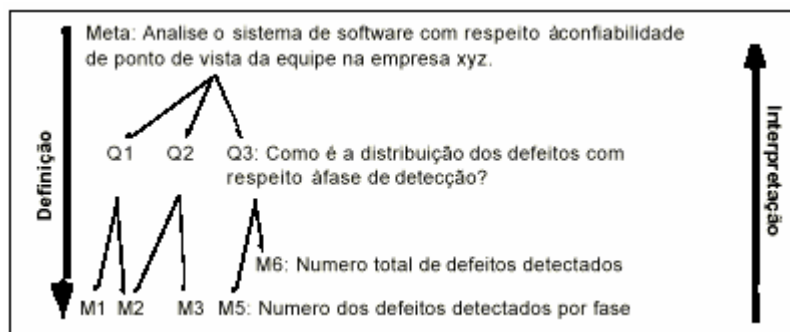 Meta: Analise o sistema de software com respeito àconfiabilidade
de ponto de vista da equipe na empresa xyz.
Definição
Interpretação
Q1 Q2 Q3: Como é a distribuição dos defeitos com
respeito àfase de detecção?
M6: Numero total de defeitos detectados
M1 M2 M3 M5: Numero dos defeitos detectados por fase